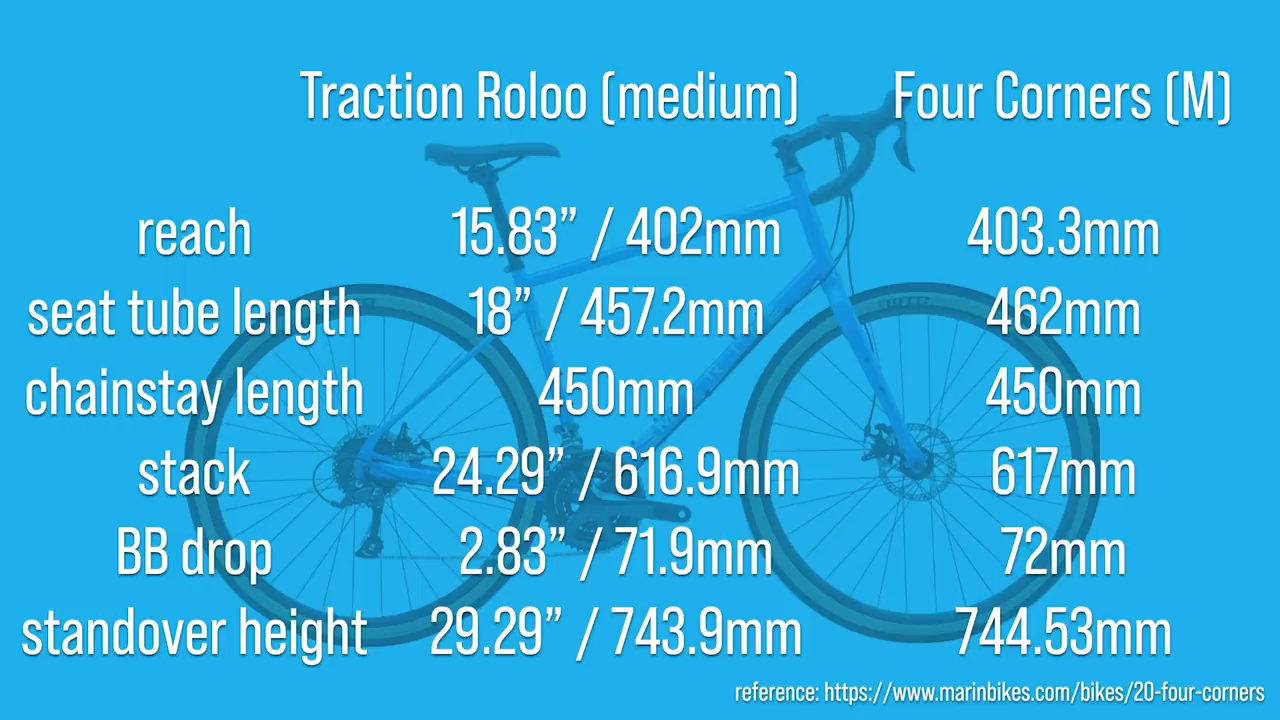 Traction Roloo (medium) Four Corners (M)
reach 15.83” / 402mm 403.3mm
seat tube length 18” / 457.2mm 462mm
chainstay length 450mm 450mm
stack 24.29” / 616.9mm 617mm
BB drop 2.83” / 71.9mm 72mm
standover height 29.29” / 743.9mm 744.53mm
reference: https://www.marinbikes.com/bikes/20-four-corners